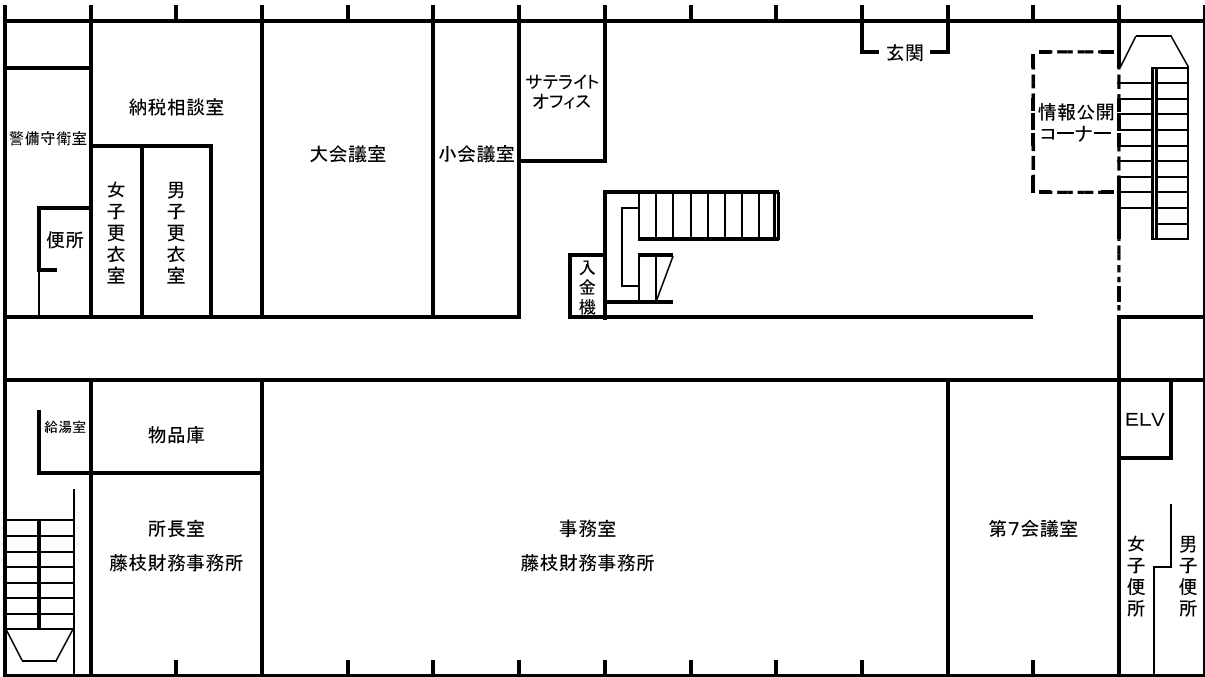 玄関
サテライト
オフィス
納税相談室
情報公開
コーナー
警備守衛室
大会議室
小会議室
女子更衣室
男子更衣室
便所
入金機
給湯室
物品庫
ELV
所長室
藤枝財務事務所
事務室
藤枝財務事務所
第7会議室
女子便所
男子便所